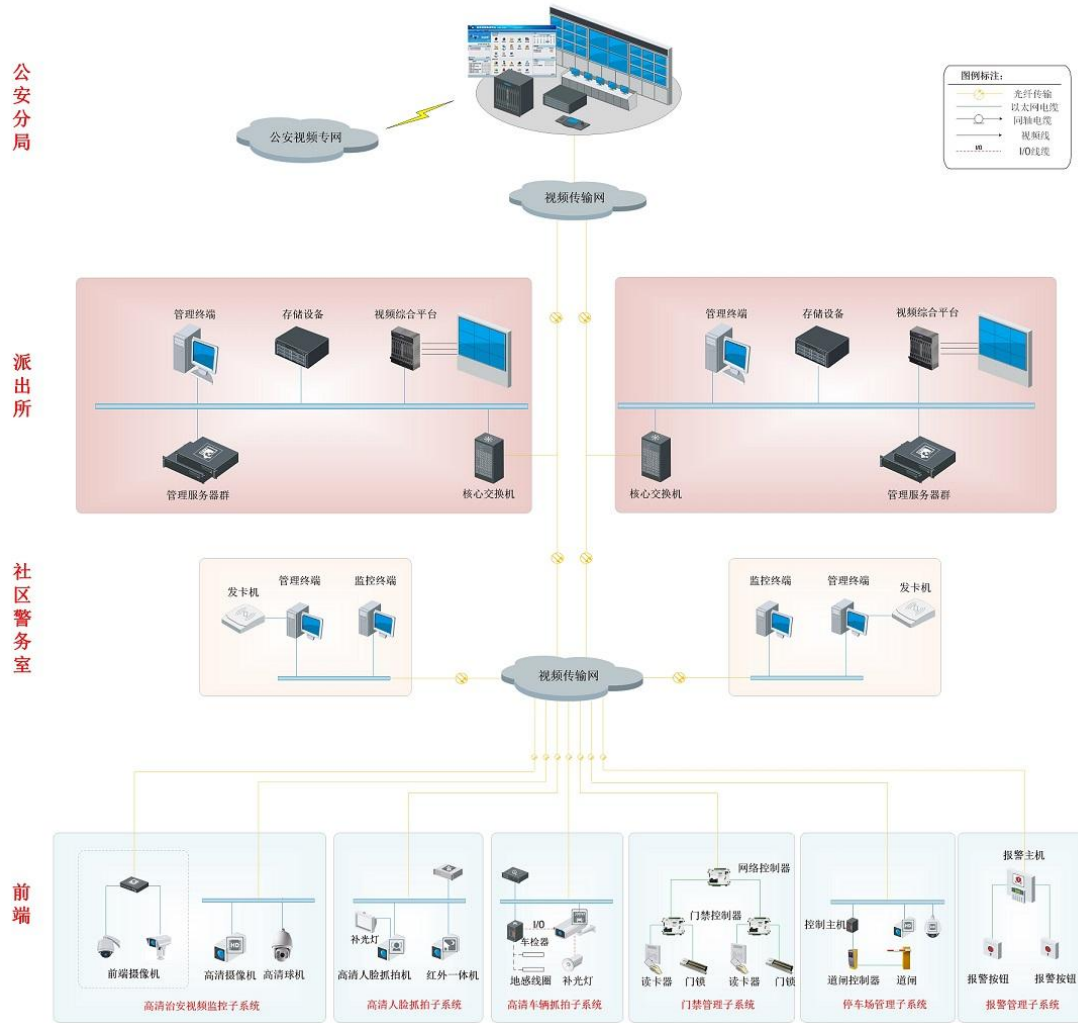 公安分局
公安视频专网
视频传输网
图例标注：
光纤传输
以太网电缆
同轴电缆
视频线
I/O
I/O线缆
派出所
管理终端
存储设备
视频综合平台
管理服务器群
核心交换机
管理终端
存储设备
视频综合平台
核心交换机
管理服务器群
社区警务室
发卡机
管理终端
监控终端
视频传输网
监控终端
管理终端
发卡机
前端
前端摄像机
HD
高清摄像机
高清球机
高清治安视频监控子系统
补光灯
高清人脸抓拍机
红外一体机
高清人脸抓拍子系统
I/O
车检器
地感线圈
补光灯
高清车辆抓拍子系统
网络控制器
门禁控制器
读卡器
门锁
读卡器
门锁
门禁管理子系统
控制主机
HD
道闸控制器
道闸
停车场管理子系统
报警主机
报警按钮
报警按钮
报警管理子系统